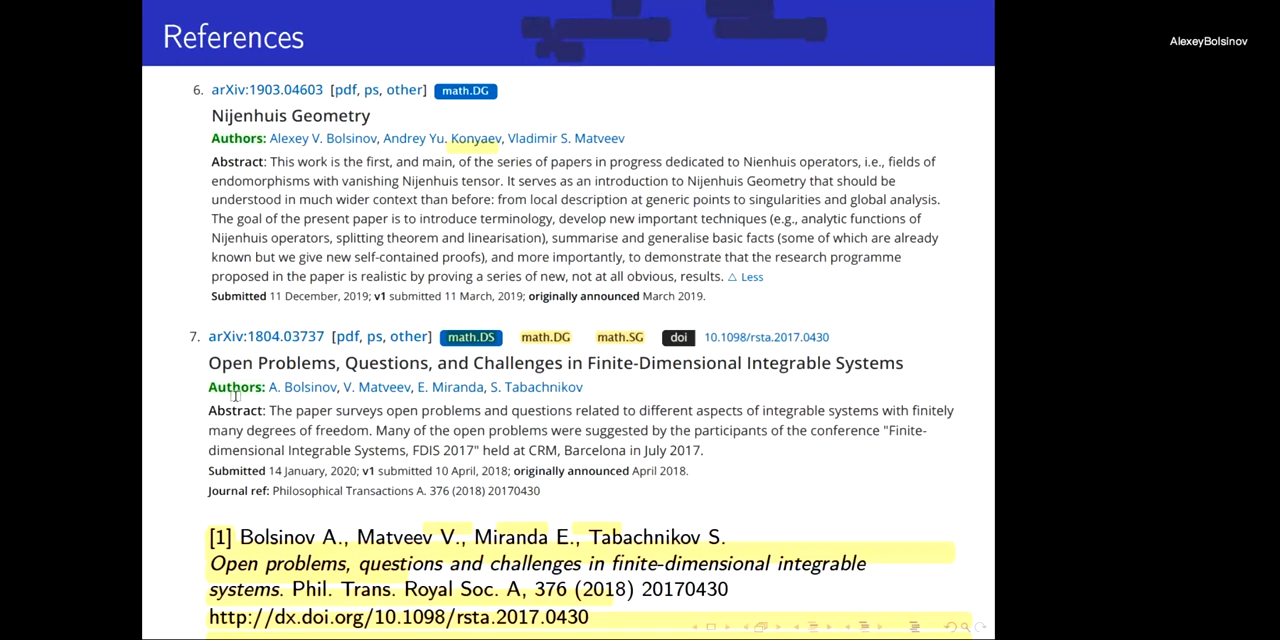 References
AlexeyBolsinov
6. arXiv:1903.04603 [pdf, ps, other] math.DG
Nijenhuis Geometry
Authors: Alexey V. Bolsinov, Andrey Yu. Konyaev, Vladimir S. Matveev
Abstract: This work is the first, and main, of the series of papers in progress dedicated to Nienhuis operators, i.e., fields of
endomorphisms with vanishing Nijenhuis tensor. It serves as an introduction to Nijenhuis Geometry that should be
understood in much wider context than before: from local description at generic points to singularities and global analysis.
The goal of the present paper is to introduce terminology, develop new important techniques (e.g., analytic functions of
Nijenhuis operators, splitting theorem and linearisation), summarise and generalise basic facts (some of which are already
known but we give new self-contained proofs), and more importantly, to demonstrate that the research programme
proposed in the paper is realistic by proving a series of new, not at all obvious, results. △ Less
Submitted 11 December, 2019; v1 submitted 11 March, 2019; originally announced March 2019.
7. arXiv:1804.03737 [pdf, ps, other] math.DS math.DG math.SG doi 10.1098/rsta.2017.0430
Open Problems, Questions, and Challenges in Finite-Dimensional Integrable Systems
Authors: A. Bolsinov, V. Matveev, E. Miranda, S. Tabachnikov
Abstract: The paper surveys open problems and questions related to different aspects of integrable systems with finitely
many degrees of freedom. Many of the open problems were suggested by the participants of the conference "Finite-
dimensional Integrable Systems, FDIS 2017" held at CRM, Barcelona in July 2017.
Submitted 14 January, 2020; v1 submitted 10 April, 2018; originally announced April 2018.
Journal ref: Philosophical Transactions A. 376 (2018) 20170430
[1] Bolsinov A., Matveev V., Miranda E., Tabachnikov S.
Open problems, questions and challenges in finite-dimensional integrable
systems. Phil. Trans. Royal Soc. A, 376 (2018) 20170430
http://dx.doi.org/10.1098/rsta.2017.0430